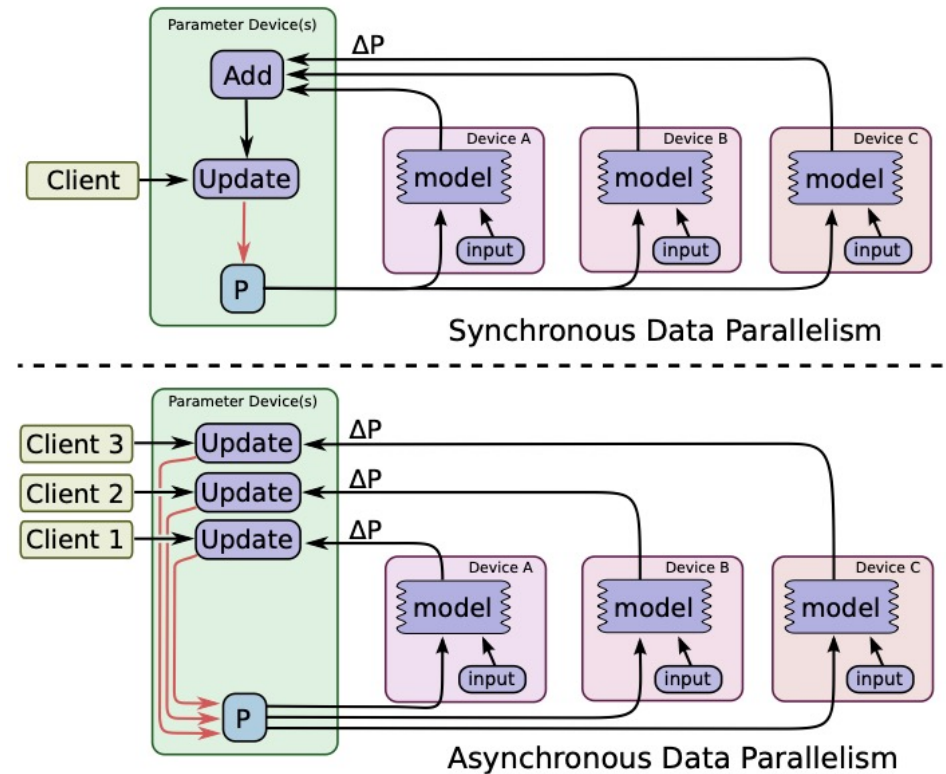 Parameter Device(s)
ΔP
Add
Device A
Device B
Device C
Client
Update
model
model
model
input
input
input
P
Synchronous Data Parallelism
Parameter Device(s)
Client 3
Update
ΔP
Client 2
Update
ΔP
Client 1
Update
ΔP
Device A
Device B
Device C
model
model
model
input
input
input
P
Asynchronous Data Parallelism